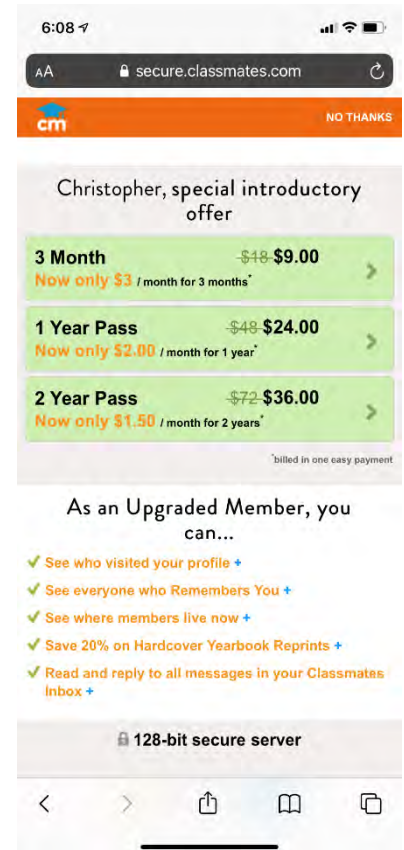 6:08
AA secure.classmates.com
cm
NO THANKS
Christopher, special introductory
offer
3 Month $18 $9.00
Now only $3 / month for 3 months*
1 Year Pass $48 $24.00
Now only $2.00 / month for 1 year*
2 Year Pass $72 $36.00
Now only $1.50 / month for 2 years*
*billed in one easy payment
As an Upgraded Member, you
can...
See who visited your profile +
See everyone who Remembers You +
See where members live now +
Save 20% on Hardcover Yearbook Reprints +
Read and reply to all messages in your Classmates
Inbox +
128-bit secure server